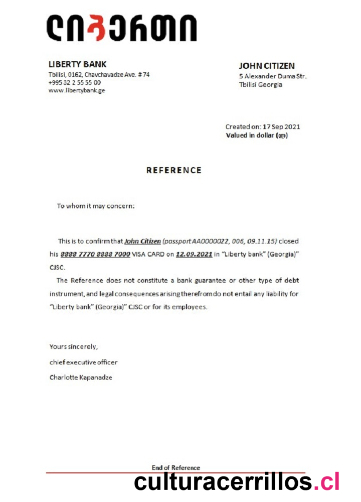 ლიბერთი
LIBERTY BANK
Tbilisi, 0162, Chavchavadze Ave. # 74
+995 32 2 55 55 00
www.libertybank.ge
JOHN CITIZEN
5 Alexander Duma Str.
Tbilisi Georgia
Created on: 17 Sep 2021
Valued in dollar
REFERENCE
To whom it may concern:
This is to confirm that John Citizen (passport AA0000022, 006, 09.11.15) closed
his 8888 7770 8888 7000 VISA CARD on 12.09.2021 in "Liberty bank" (Georgia)"
CJSC.
The Reference does not constitute a bank guarantee or other type of debt
instrument, and legal consequences arising therefrom do not entail any liability for
"Liberty bank" (Georgia)" CJSC or for its employees.
Yours sincerely,
chief executive officer
Charlotte Kapanadze
End of Reference
culturacerrillos.cl